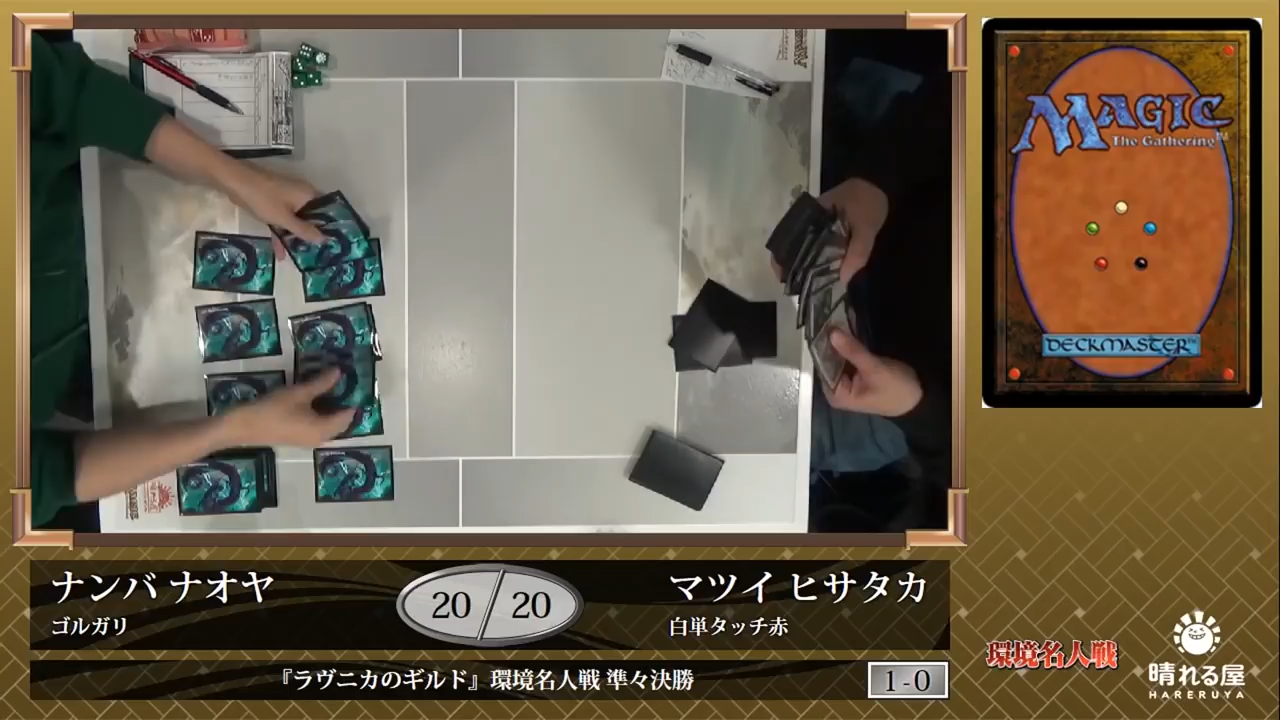 MAGIC
The Gathering
DECKMASTER
ナンバ ナオヤ
ゴルガリ
20 / 20
マツイ ヒサタカ
白単タッチ赤
『ラヴニカのギルド』環境名人戦 準々決勝
1-0
環境名人戦
晴れる屋
HARERUYA